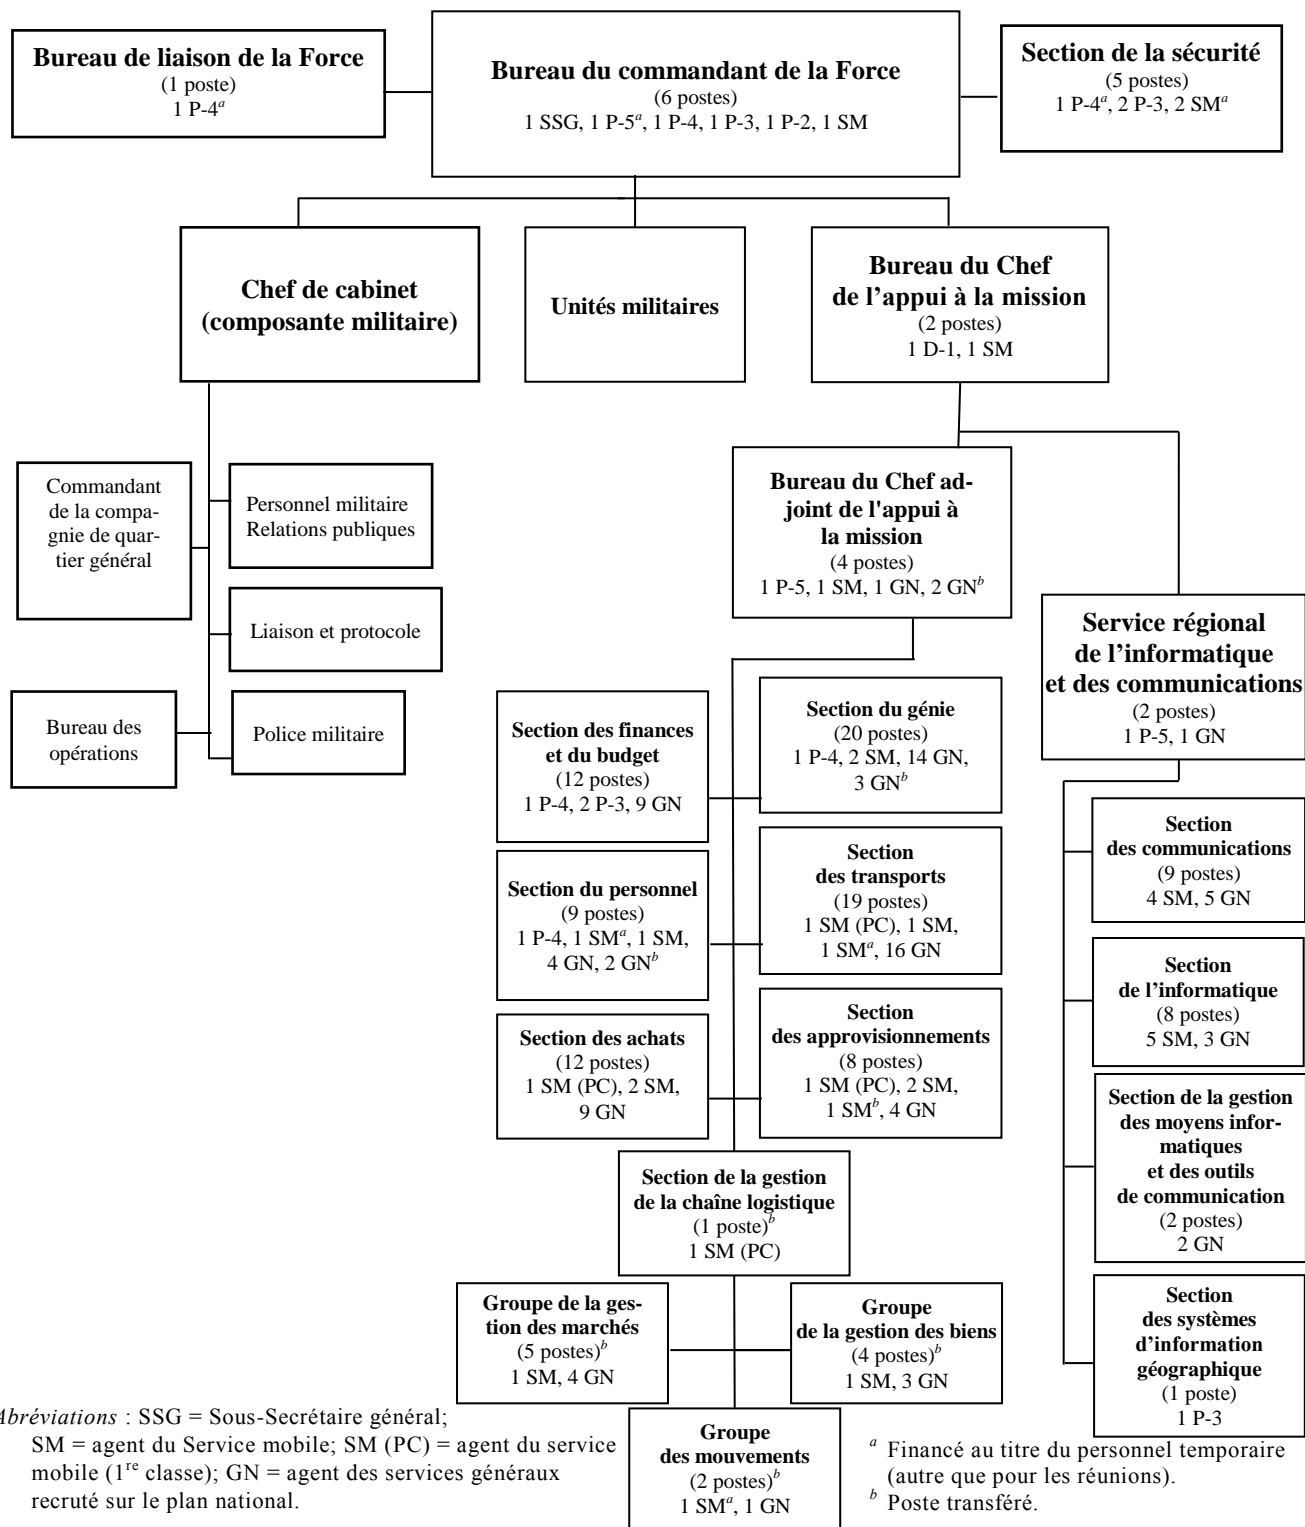 Bureau de liaison de la Force
(1 poste)
1 P-4ᵃ
Bureau du commandant de la Force
(6 postes)
1 SSG, 1 P-5ᵃ, 1 P-4, 1 P-3, 1 P-2, 1 SM
Section de la sécurité
(5 postes)
1 P-4ᵃ, 2 P-3, 2 SMᵃ
Chef de cabinet
(composante militaire)
Unités militaires
Bureau du Chef
de l’appui à la mission
(2 postes)
1 D-1, 1 SM
Commandant
de la compa-
gnie de quar-
tier général
Personnel militaire
Relations publiques
Liaison et protocole
Bureau des
opérations
Police militaire
Bureau du Chef ad-
joint de l'appui à
la mission
(4 postes)
1 P-5, 1 SM, 1 GN, 2 GNᵇ
Service régional
de l’informatique
et des communications
(2 postes)
1 P-5, 1 GN
Section des finances
et du budget
(12 postes)
1 P-4, 2 P-3, 9 GN
Section du génie
(20 postes)
1 P-4, 2 SM, 14 GN,
3 GNᵇ
Section du personnel
(9 postes)
1 P-4, 1 SMᵃ, 1 SM,
4 GN, 2 GNᵇ
Section
des transports
(19 postes)
1 SM (PC), 1 SM,
1 SMᵃ, 16 GN
Section des achats
(12 postes)
1 SM (PC), 2 SM,
9 GN
Section
des approvisionnements
(8 postes)
1 SM (PC), 2 SM,
1 SMᵇ, 4 GN
Section
des communications
(9 postes)
4 SM, 5 GN
Section
de l’informatique
(8 postes)
5 SM, 3 GN
Section de la gestion
des moyens infor-
matiques
et des outils
de communication
(2 postes)
2 GN
Section
des systèmes
d’information
géographique
(1 poste)
1 P-3
Section de la gestion
de la chaîne logistique
(1 poste)ᵇ
1 SM (PC)
Groupe de la ges-
tion des marchés
(5 postes)ᵇ
1 SM, 4 GN
Groupe
de la gestion des biens
(4 postes)ᵇ
1 SM, 3 GN
Groupe
des mouvements
(2 postes)ᵇ
1 SMᵃ, 1 GN
Abréviations : SSG = Sous-Secrétaire général;
SM = agent du Service mobile; SM (PC) = agent du service
mobile (1ʳᵉ classe); GN = agent des services généraux
recruté sur le plan national.
ᵃ Financé au titre du personnel temporaire
(autre que pour les réunions).
ᵇ Poste transféré.